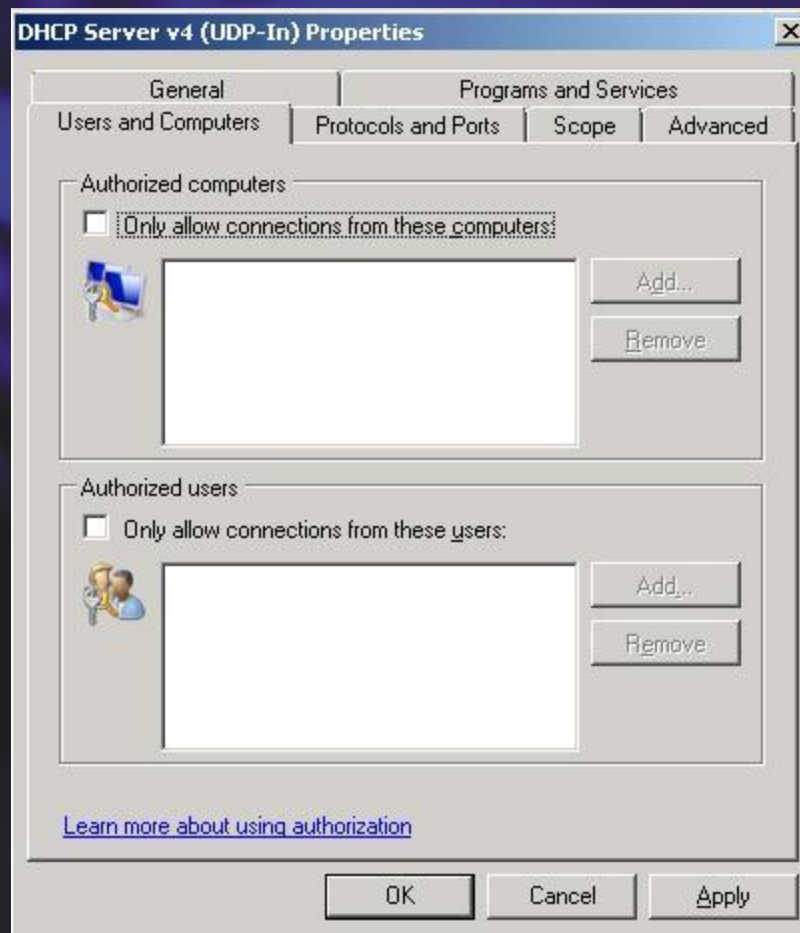 DHCP Server v4 (UDP-In) Properties
General
Programs and Services
Users and Computers
Protocols and Ports
Scope
Advanced
Authorized computers
Only allow connections from these computers:
Add...
Remove
Authorized users
Only allow connections from these users:
Add...
Remove
Learn more about using authorization
OK
Cancel
Apply